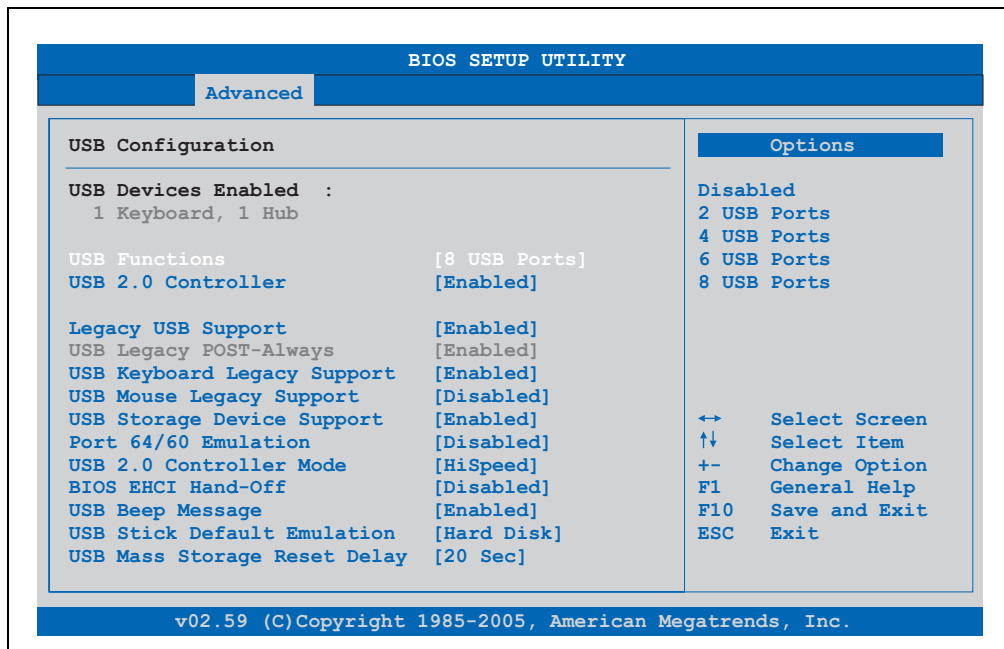 BIOS SETUP UTILITY
Advanced
USB Configuration
USB Devices Enabled :
1 Keyboard, 1 Hub
USB Functions [8 USB Ports]
USB 2.0 Controller [Enabled]
Legacy USB Support [Enabled]
USB Legacy POST-Always [Enabled]
USB Keyboard Legacy Support [Enabled]
USB Mouse Legacy Support [Disabled]
USB Storage Device Support [Enabled]
Port 64/60 Emulation [Disabled]
USB 2.0 Controller Mode [HiSpeed]
BIOS EHCI Hand-Off [Disabled]
USB Beep Message [Enabled]
USB Stick Default Emulation [Hard Disk]
USB Mass Storage Reset Delay [20 Sec]
Options
Disabled
2 USB Ports
4 USB Ports
6 USB Ports
8 USB Ports
↔ Select Screen
↑↓ Select Item
+- Change Option
F1 General Help
F10 Save and Exit
ESC Exit
v02.59 (C)Copyright 1985-2005, American Megatrends, Inc.